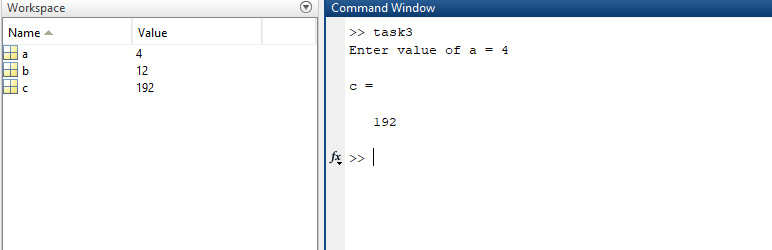 Workspace
Name Value
a 4
b 12
c 192
Command Window
>> task3
Enter value of a = 4
c =
192
fx >>